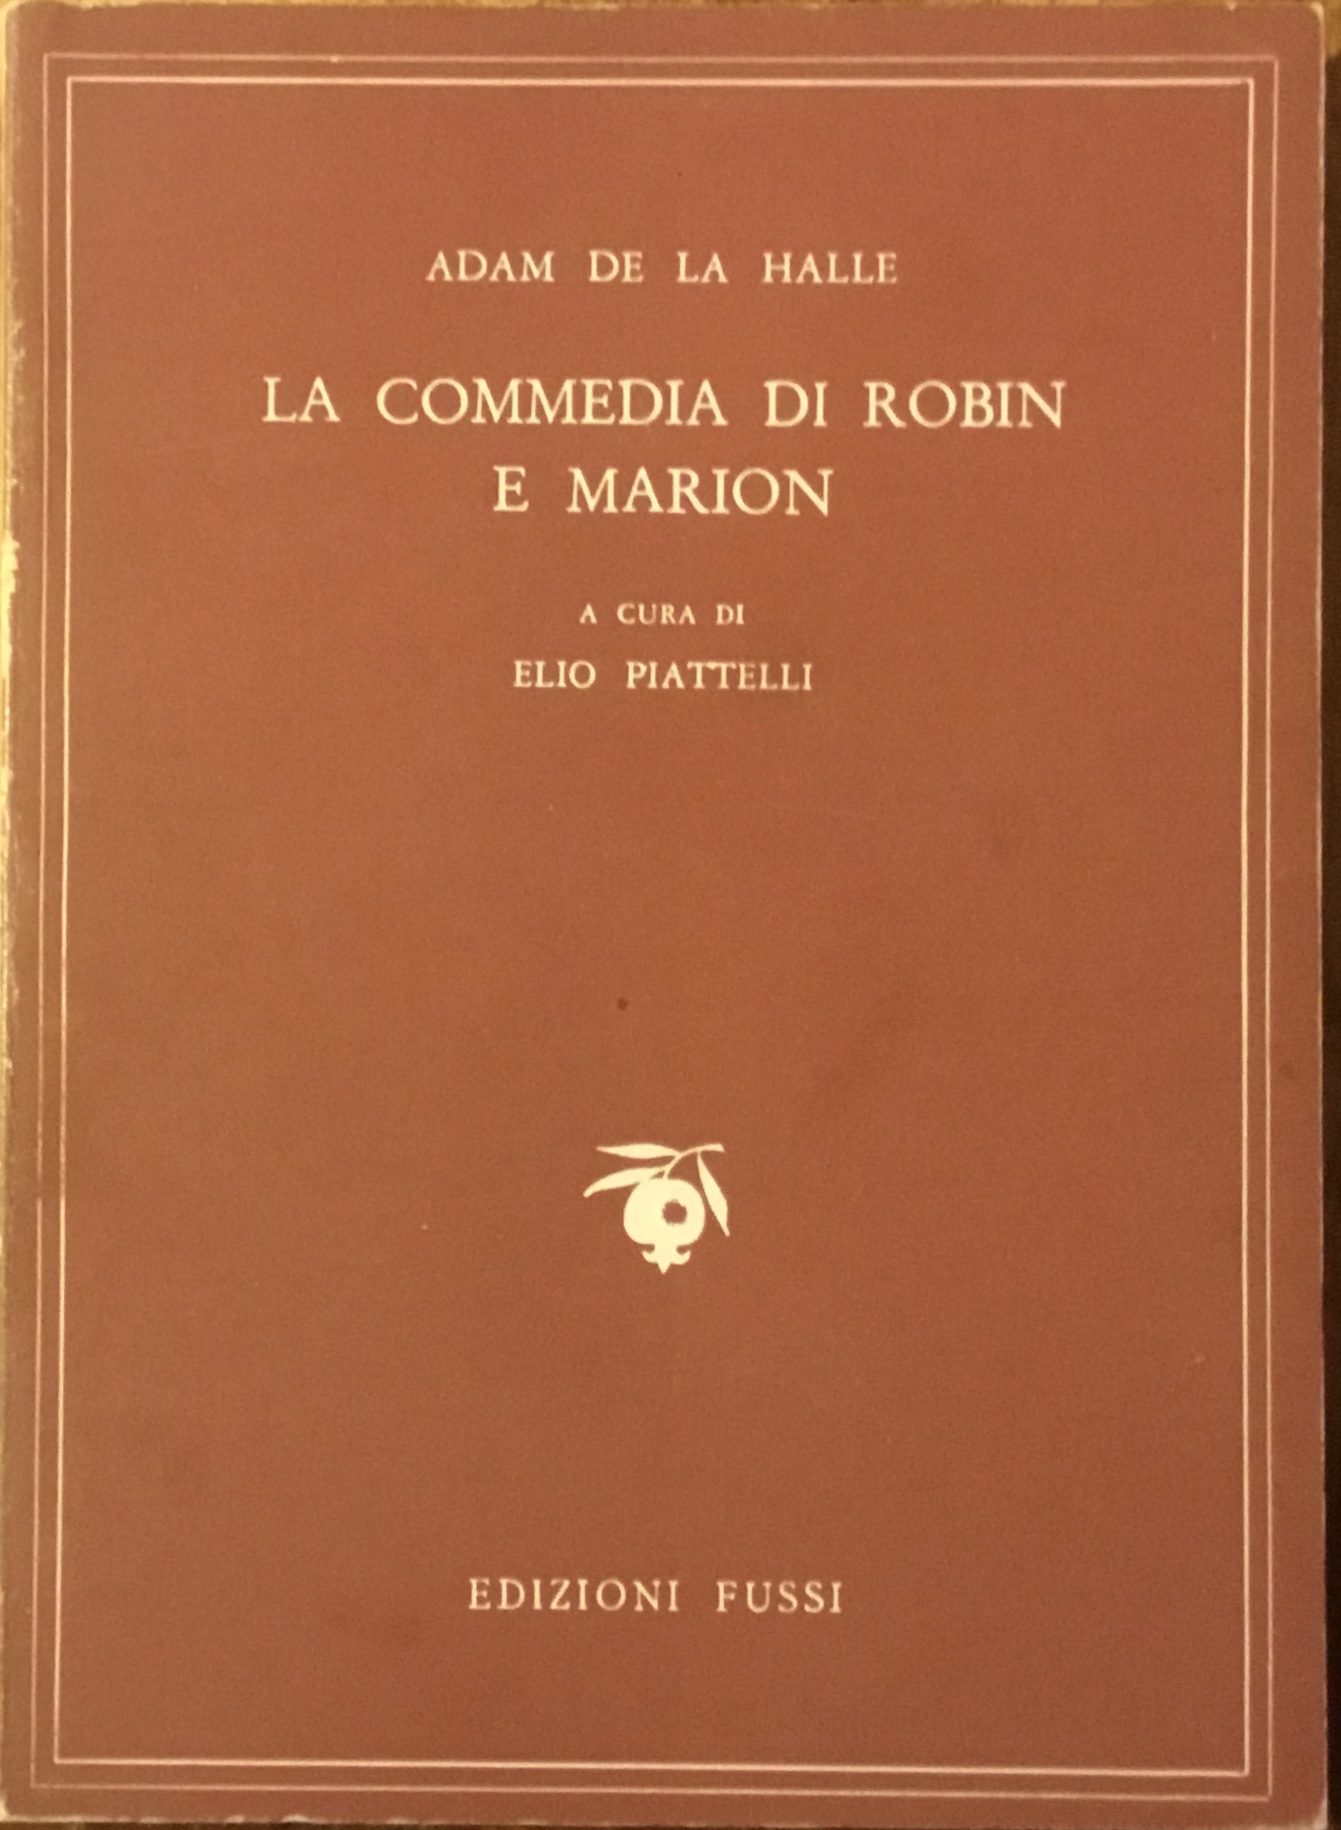 ADAM DE LA HALLE
LA COMMEDIA DI ROBIN
E MARION
A CURA DI
ELIO PIATTELLI
EDIZIONI FUSSI